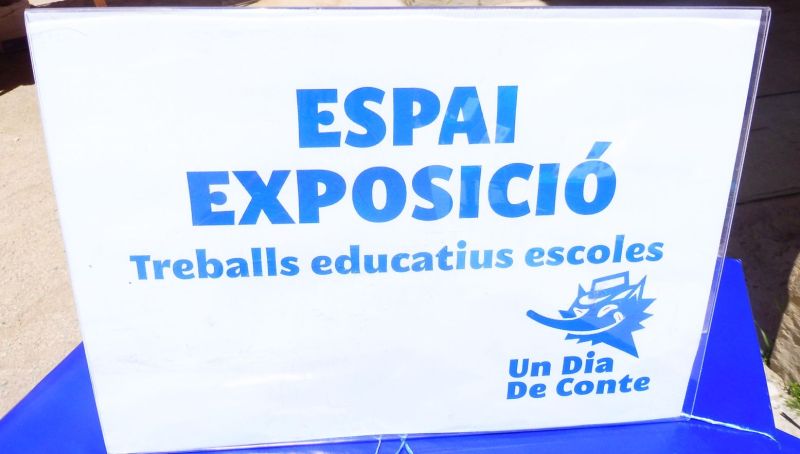 ESPAI
EXPOSICIÓ
Treballs educatius escoles
Un Dia
De Conte